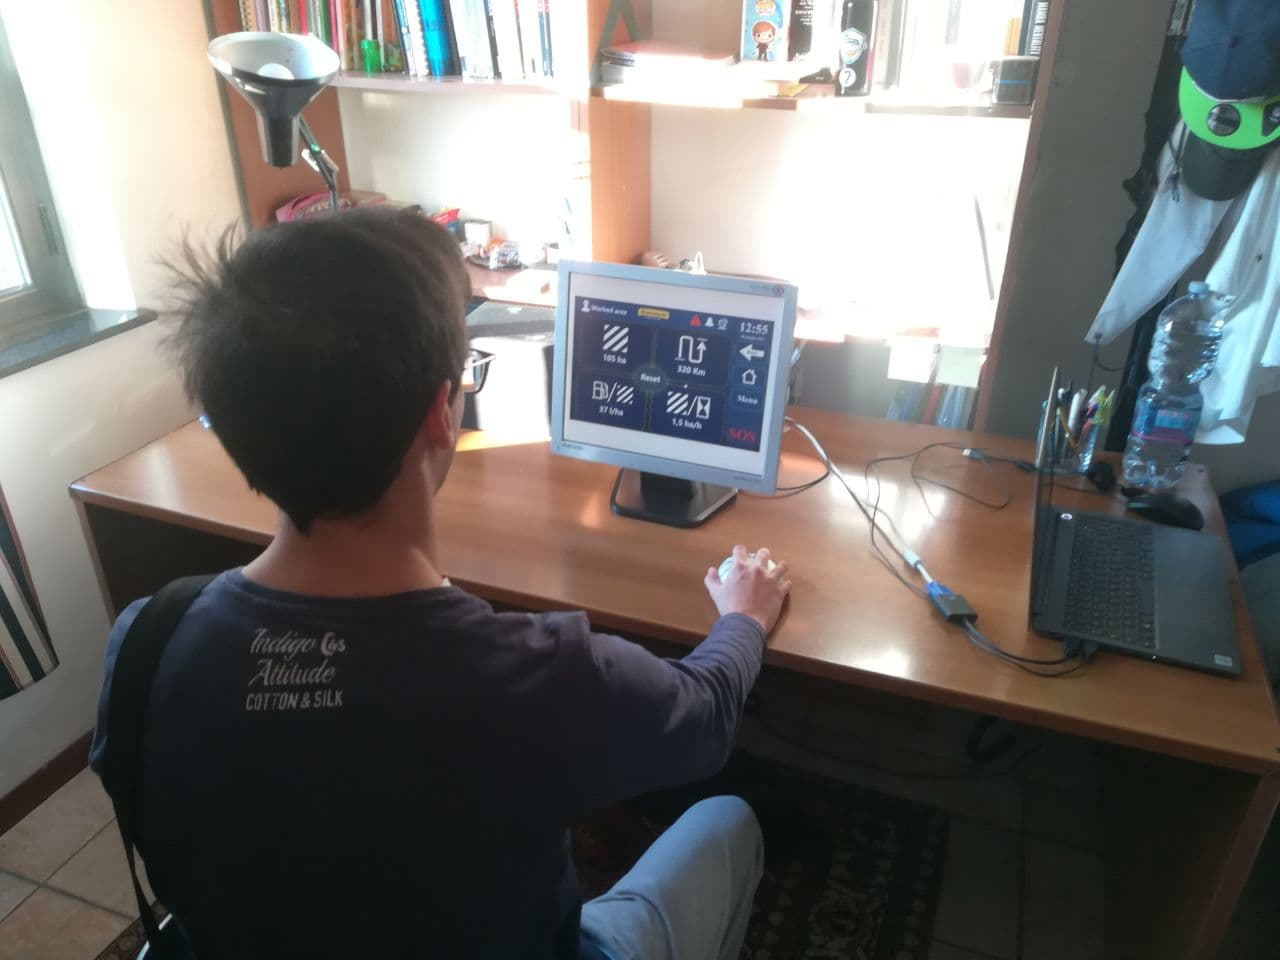 Worked area
12:55
105 ha
320 Km
Reset
37 l/ha
1,5 ha/h
Menu
SOS
SAMSUNG
Indigo
Attitude
COTTON & SILK